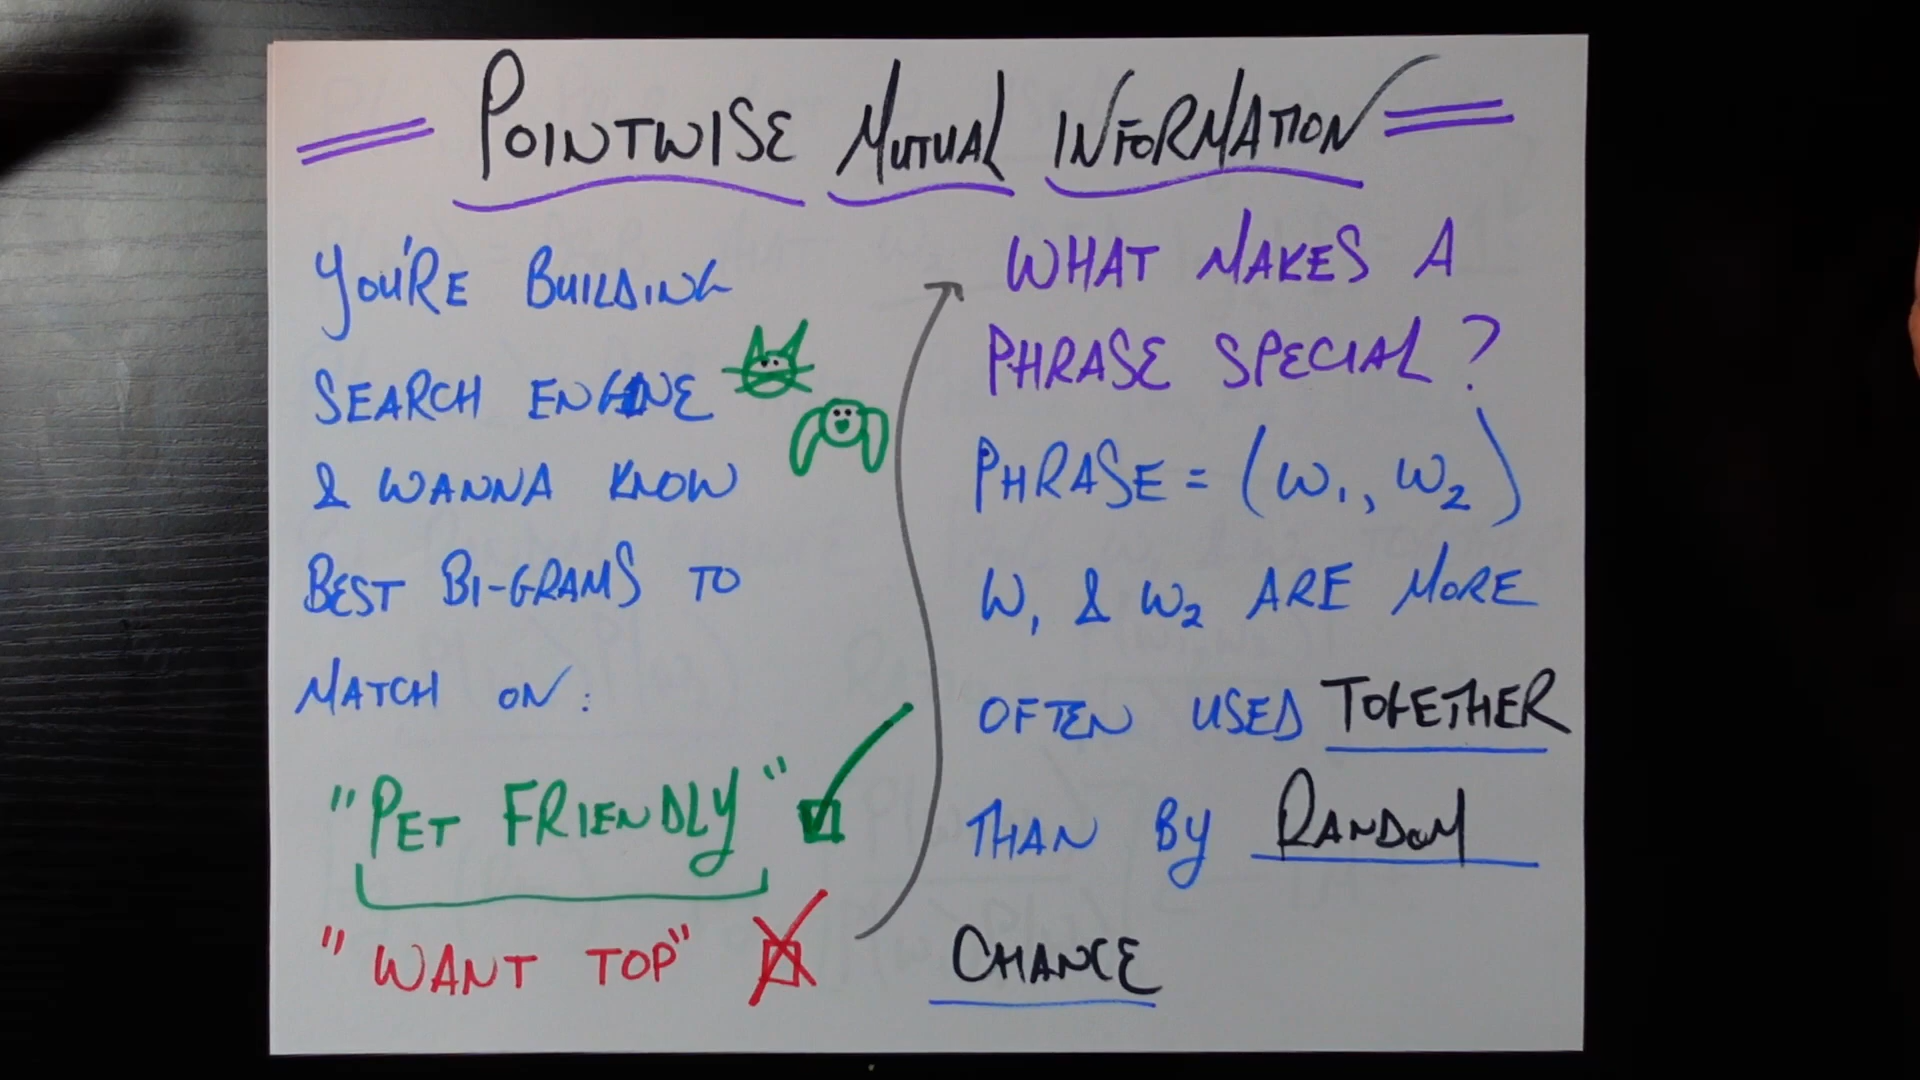 POINTWISE MUTUAL INFORMATION
YOU'RE BUILDING
SEARCH ENGINE
& WANNA KNOW
BEST BI-GRAMS TO
MATCH ON:
"PET FRIENDLY"
"WANT TOP"
WHAT MAKES A
PHRASE SPECIAL?
PHRASE = (W1, W2)
W1 & W2 ARE MORE
OFTEN USED TOGETHER
THAN BY RANDOM
CHANCE